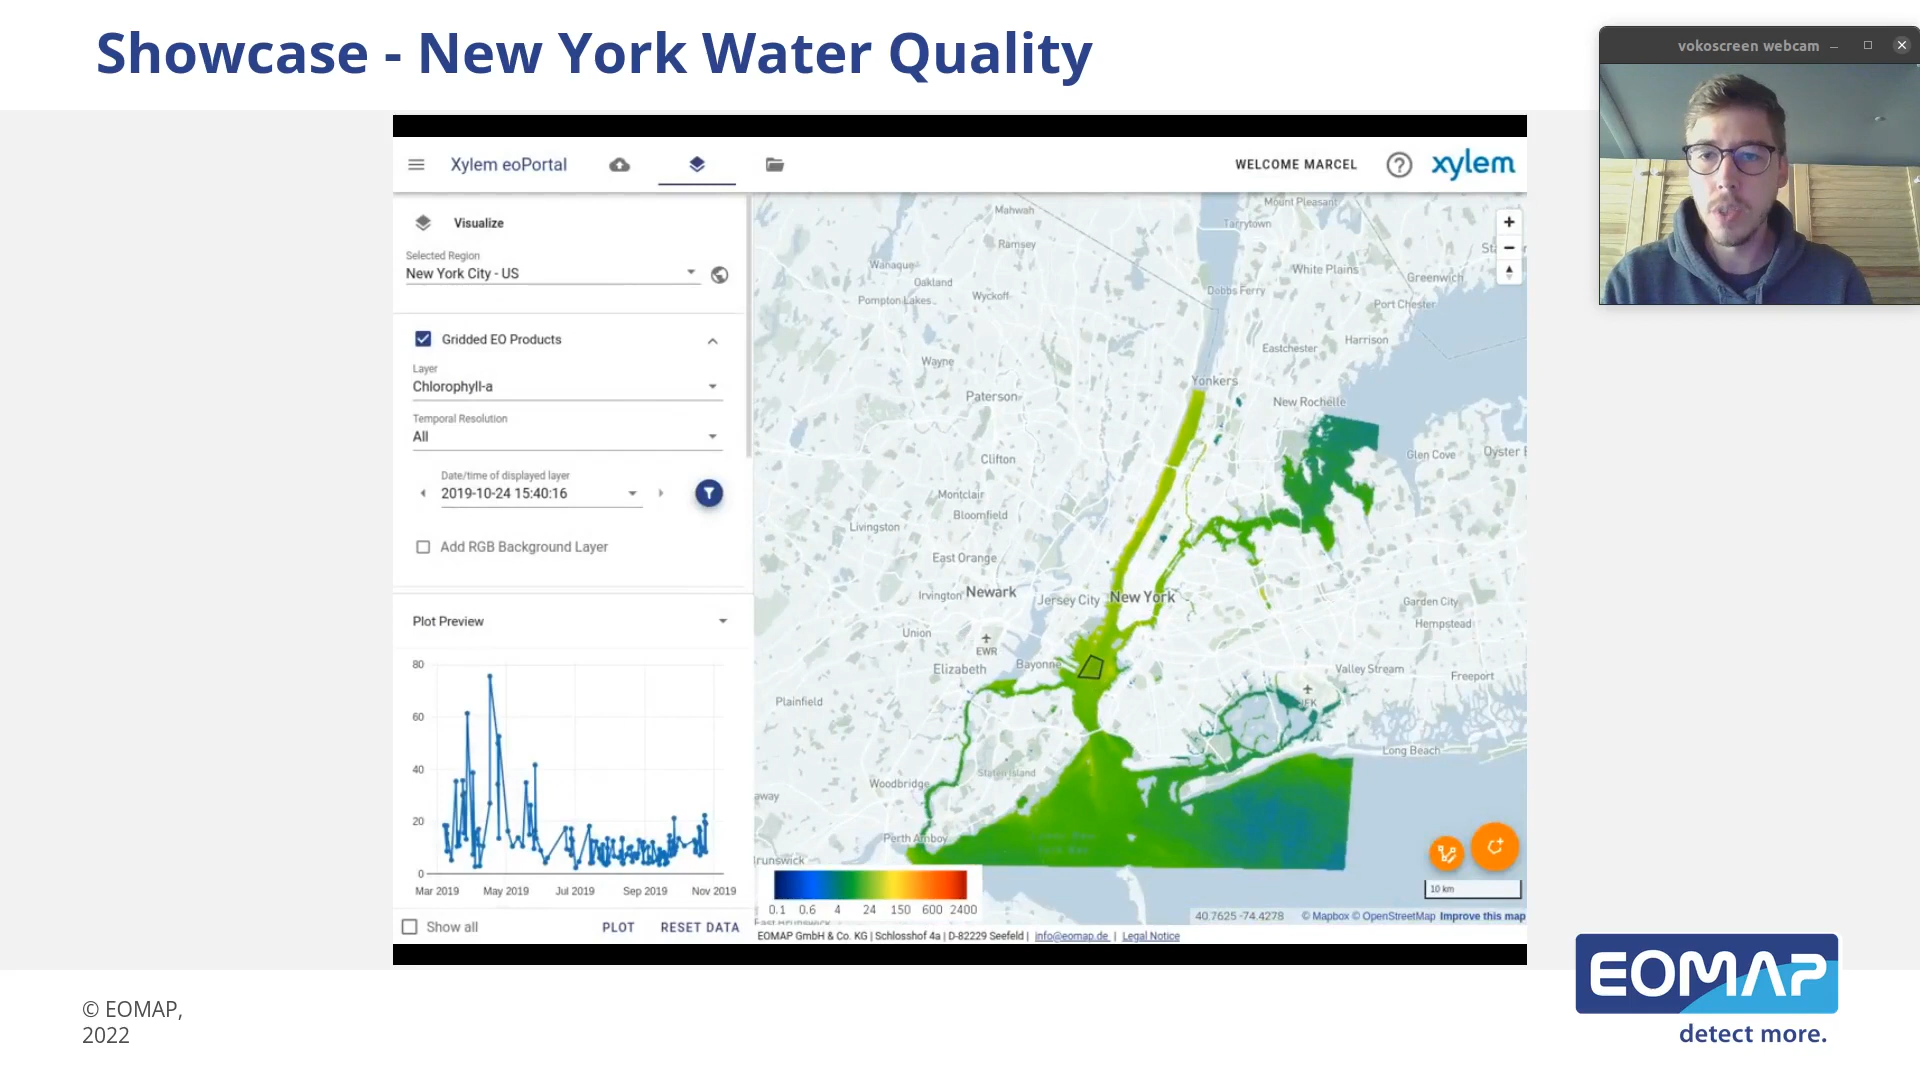 Showcase - New York Water Quality
vokoscreen webcam
Xylem eoPortal
WELCOME MARCEL
xylem
Visualize
Selected Region
New York City - US
Gridded EO Products
Layer
Chlorophyll-a
Temporal Resolution
All
Date/time of displayed layer
2019-10-24 15:40:16
Add RGB Background Layer
Plot Preview
80
60
40
20
0
Mar 2019 May 2019 Jul 2019 Sep 2019 Nov 2019
Show all
PLOT RESET DATA
Mahwah
Mount Pleasant
Tarrytown
Ramsey
Wanaque
Oakland
White Plains
Greenwich
Pompton Lakes
Wyckoff
Dobbs Ferry
Port Chester
Harrison
Eastchester
Wayne
Yonkers
Paterson
New Rochelle
Clifton
Glen Cove
Oyster
Montclair
Bloomfield
Livingston
East Orange
Irvington
Newark
Jersey City
New York
Garden City
Hempstead
Union
EWR
Elizabeth
Bayonne
Valley Stream
Freeport
Plainfield
JFK
Long Beach
Staten Island
Woodbridge
away
Perth Amboy
Brunswick
0.1 0.6 4 24 150 600 2400
East Brunswick
10 km
40.7625 -74.4278
© Mapbox © OpenStreetMap Improve this map
EOMAP GmbH & Co. KG | Schlosshof 4a | D-82229 Seefeld | info@eomap.de | Legal Notice
© EOMAP,
2022
EOMAP
detect more.